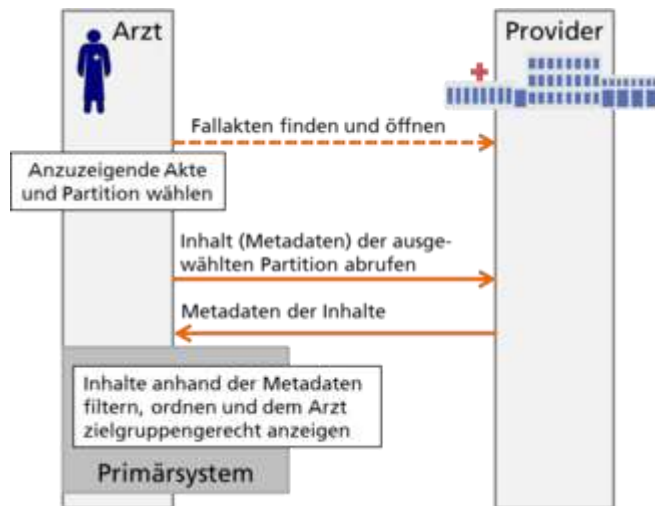 Arzt
Provider
Fallakten finden und öffnen
Anzuzeigende Akte
und Partition wählen
Inhalt (Metadaten) der ausge-
wählten Partition abrufen
Metadaten der Inhalte
Inhalte anhand der Metadaten
filtern, ordnen und dem Arzt
zielgruppengerecht anzeigen
Primärsystem